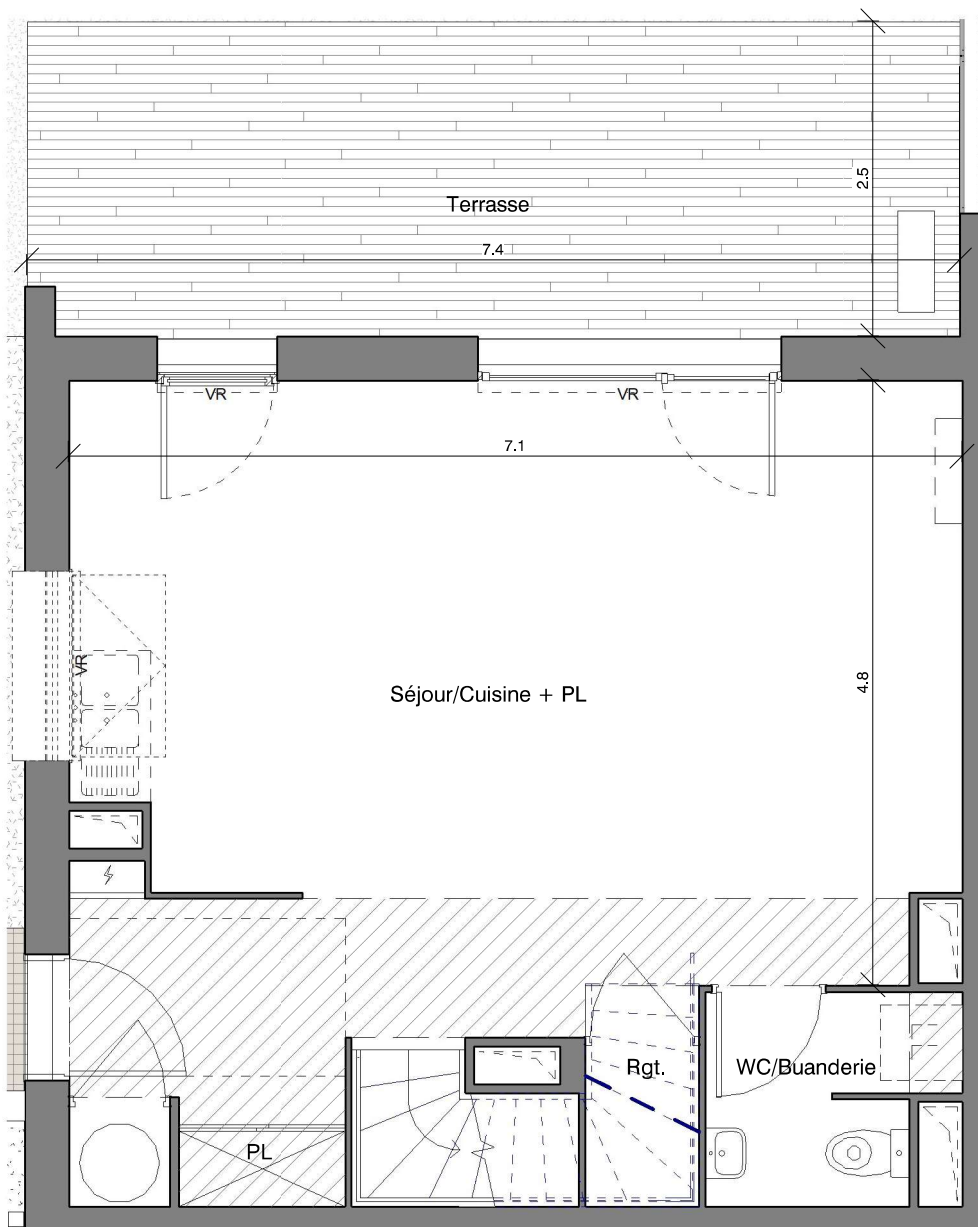 2.5
Terrasse
7.4
VR
VR
7.1
VR
Séjour/Cuisine + PL
4.8
Rgt.
WC/Buanderie
PL